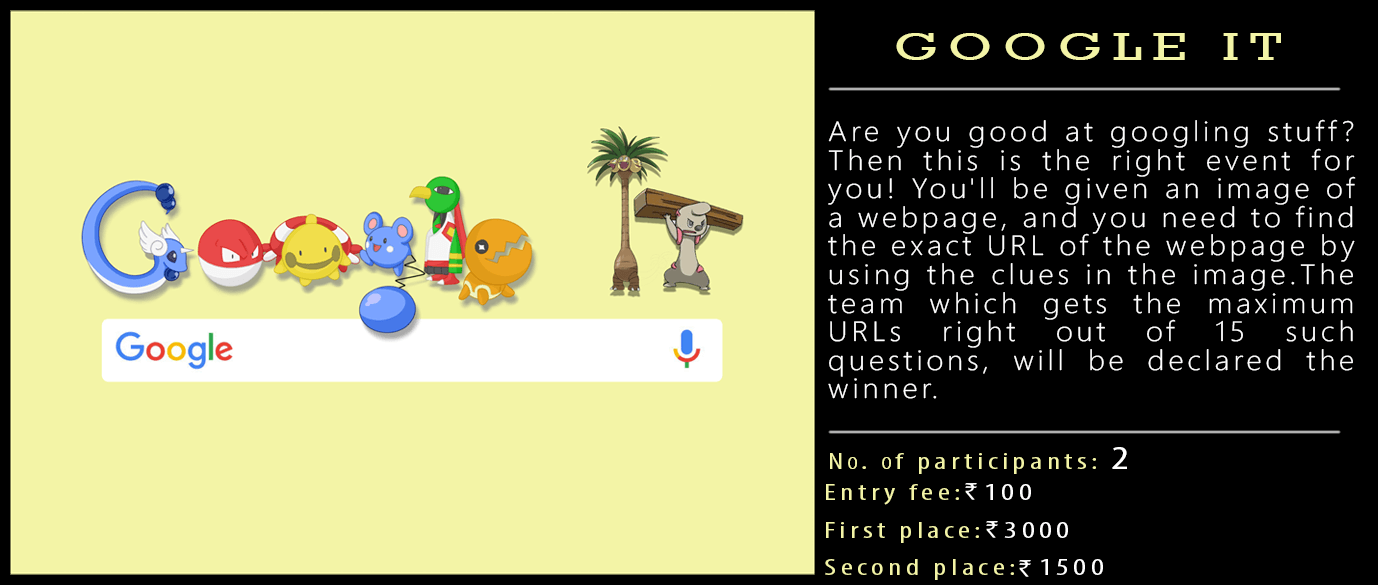 GOOGLE IT
Are you good at googling stuff?
Then this is the right event for
you! You'll be given an image of
a webpage, and you need to find
the exact URL of the webpage by
using the clues in the image.The
team which gets the maximum
URLs right out of 15 such
questions, will be declared the
winner.
Google IT
Google
No. of participants: 2
Entry fee:₹100
First place:₹3000
Second place:₹1500